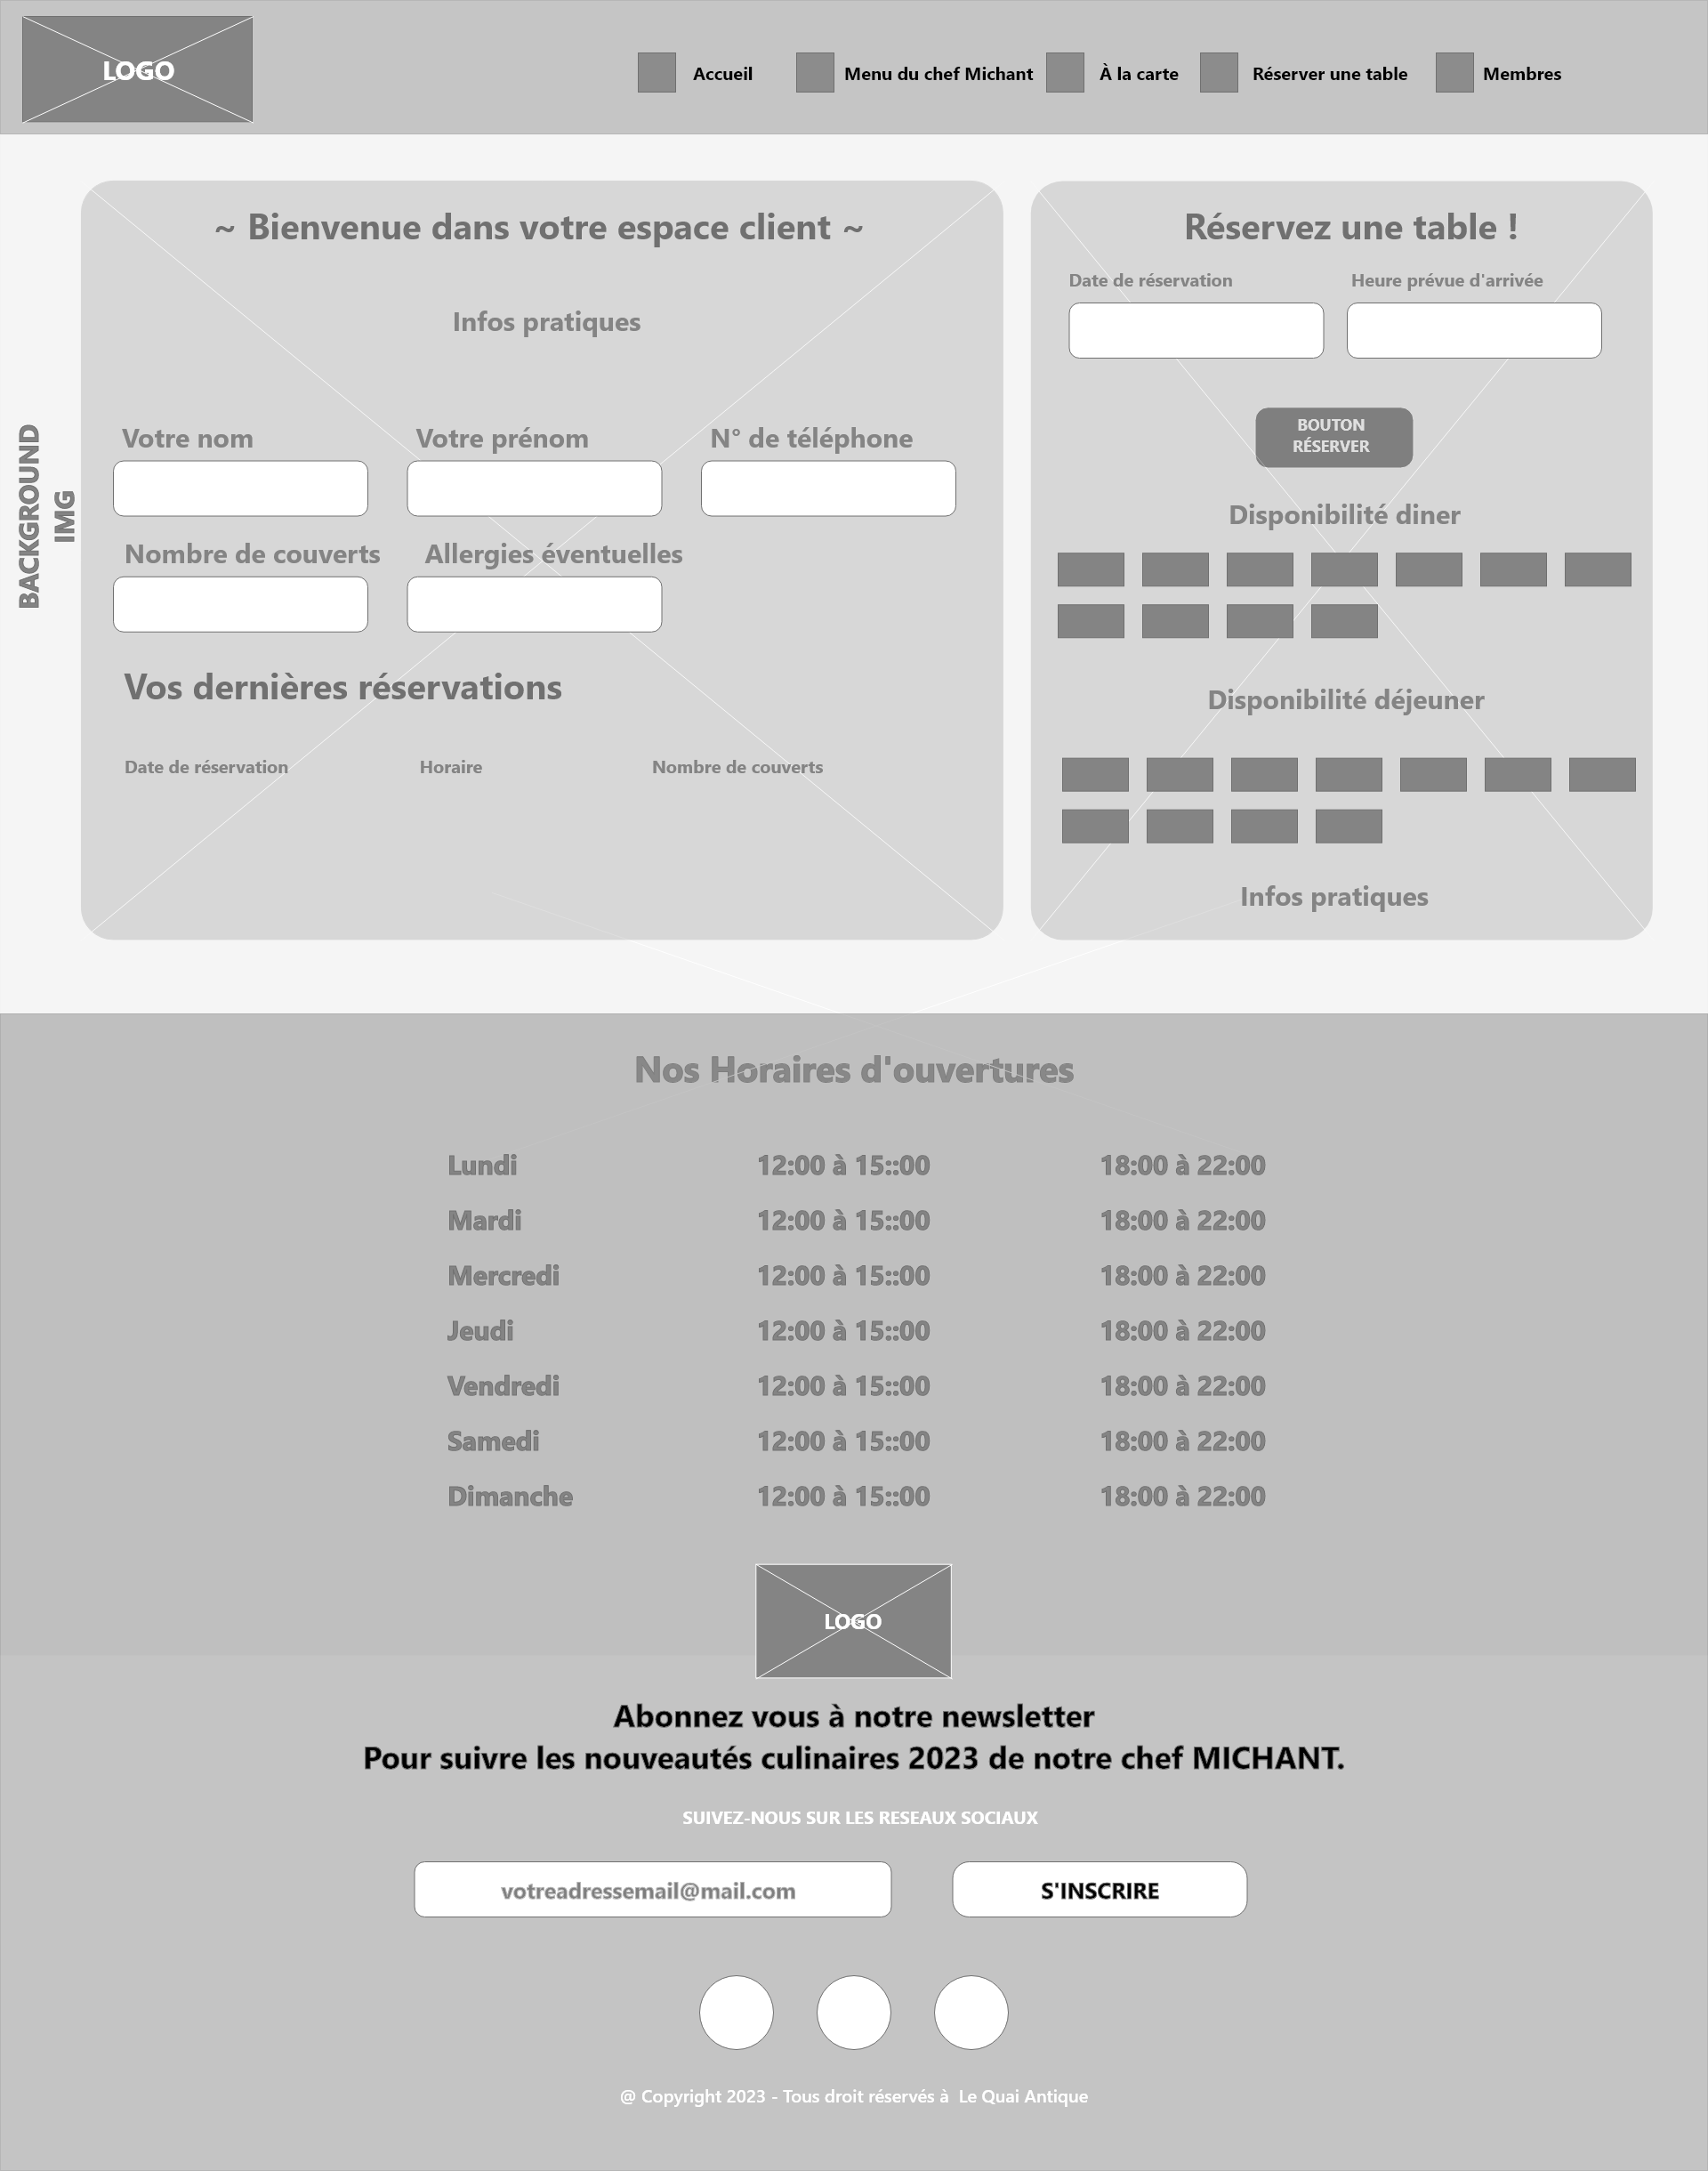 LOGO
Accueil
Menu du chef Michant
À la carte
Réserver une table
Membres
BACKGROUND
IMG
~ Bienvenue dans votre espace client ~
Infos pratiques
Votre nom
Votre prénom
N° de téléphone
Nombre de couverts
Allergies éventuelles
Vos dernières réservations
Date de réservation
Horaire
Nombre de couverts
Réservez une table !
Date de réservation
Heure prévue d'arrivée
BOUTON
RÉSERVER
Disponibilité diner
Disponibilité déjeuner
Infos pratiques
Nos Horaires d'ouvertures
Lundi 12:00 à 15::00 18:00 à 22:00
Mardi 12:00 à 15::00 18:00 à 22:00
Mercredi 12:00 à 15::00 18:00 à 22:00
Jeudi 12:00 à 15::00 18:00 à 22:00
Vendredi 12:00 à 15::00 18:00 à 22:00
Samedi 12:00 à 15::00 18:00 à 22:00
Dimanche 12:00 à 15::00 18:00 à 22:00
LOGO
Abonnez vous à notre newsletter
Pour suivre les nouveautés culinaires 2023 de notre chef MICHANT.
SUIVEZ-NOUS SUR LES RESEAUX SOCIAUX
votreadressemail@mail.com
S'INSCRIRE
@ Copyright 2023 - Tous droit réservés à  Le Quai Antique